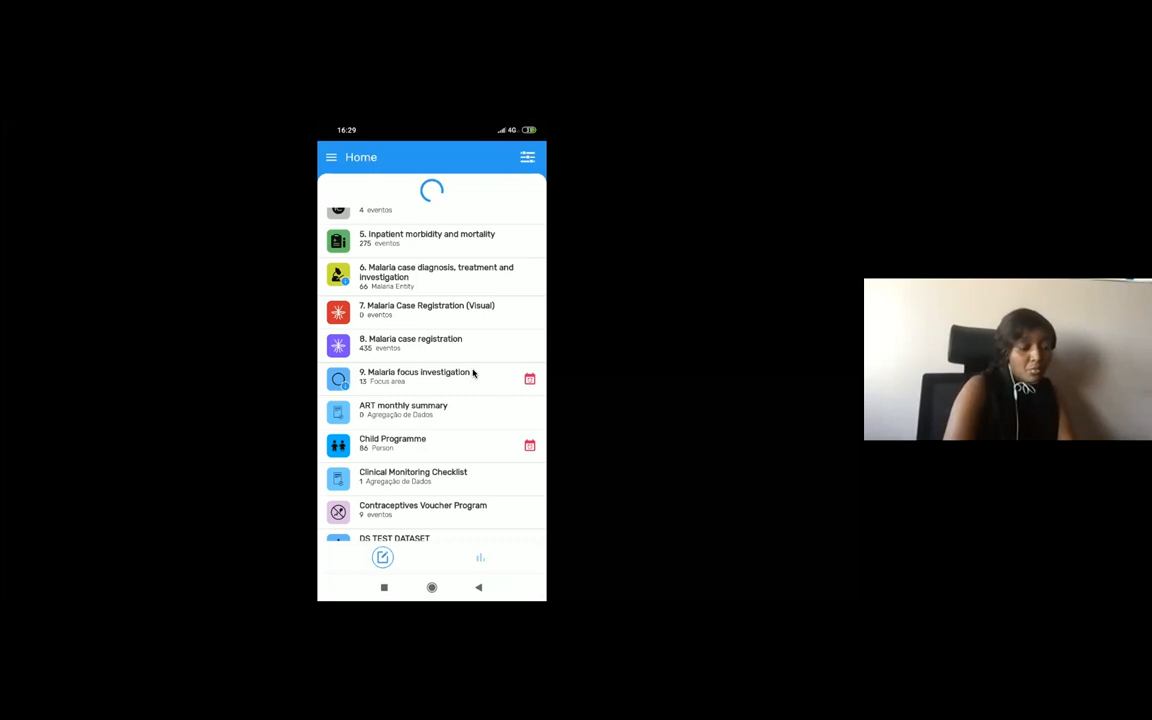 16:29
4G
Home
4 eventos
5. Inpatient morbidity and mortality
275 eventos
6. Malaria case diagnosis, treatment and
investigation
66 Malaria Entity
7. Malaria Case Registration (Visual)
0 eventos
8. Malaria case registration
435 eventos
9. Malaria focus investigation
13 Focus area
ART monthly summary
0 Agregação de Dados
Child Programme
86 Person
Clinical Monitoring Checklist
1 Agregação de Dados
Contraceptives Voucher Program
9 eventos
DS TEST DATASET